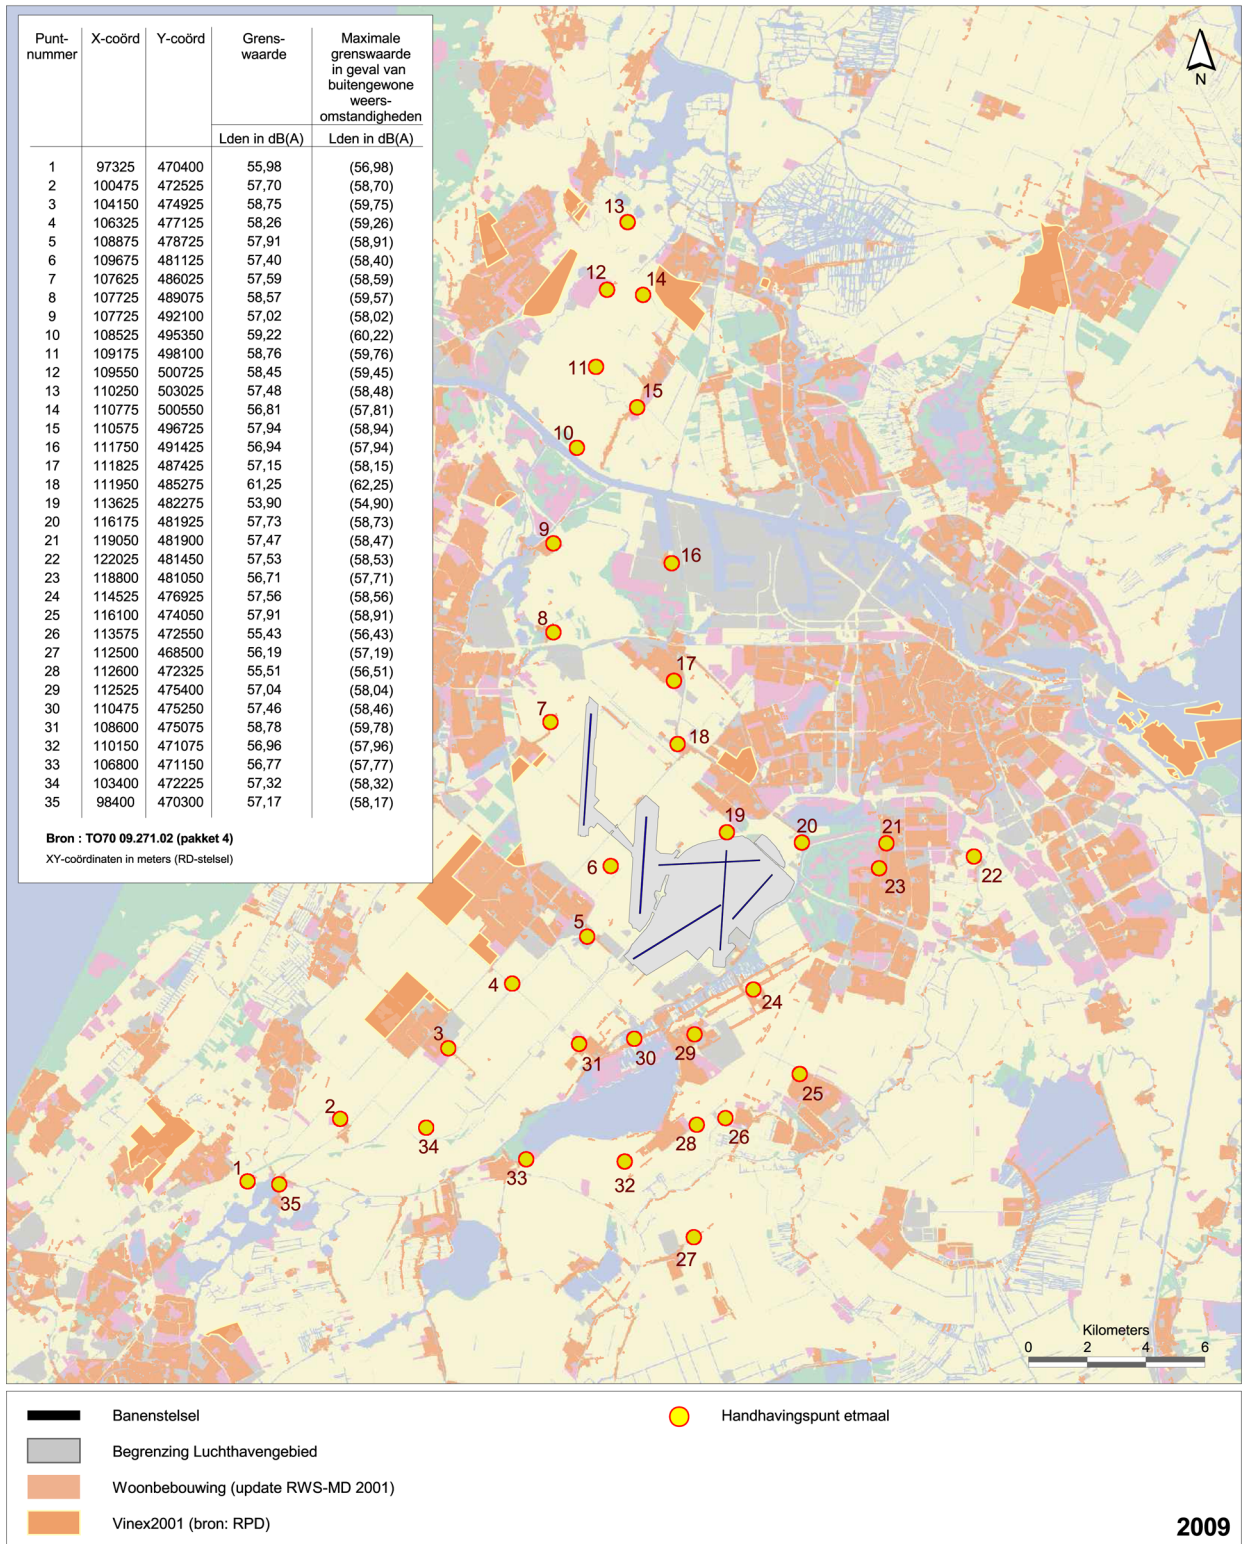 Punt- X-coörd Y-coörd Grens- Maximale
nummer waarde grenswaarde
in geval van
buitengewone
weers-
omstandigheden
Lden in dB(A) Lden in dB(A)
1 97325 470400 55,98 (56,98)
2 100475 472525 57,70 (58,70)
3 104150 474925 58,75 (59,75)
4 106325 477125 58,26 (59,26)
5 108875 478725 57,91 (58,91)
6 109675 481125 57,40 (58,40)
7 107625 486025 57,59 (58,59)
8 107725 489075 58,57 (59,57)
9 107725 492100 57,02 (58,02)
10 108525 495350 59,22 (60,22)
11 109175 498100 58,76 (59,76)
12 109550 500725 58,45 (59,45)
13 110250 503025 57,48 (58,48)
14 110775 500550 56,81 (57,81)
15 110575 496725 57,94 (58,94)
16 111750 491425 56,94 (57,94)
17 111825 487425 57,15 (58,15)
18 111950 485275 61,25 (62,25)
19 113625 482275 53,90 (54,90)
20 116175 481925 57,73 (58,73)
21 119050 481900 57,47 (58,47)
22 122025 481450 57,53 (58,53)
23 118800 481050 56,71 (57,71)
24 114525 476925 57,56 (58,56)
25 116100 474050 57,91 (58,91)
26 113575 472550 55,43 (56,43)
27 112500 468500 56,19 (57,19)
28 112600 472325 55,51 (56,51)
29 112525 475400 57,04 (58,04)
30 110475 475250 57,46 (58,46)
31 108600 475075 58,78 (59,78)
32 110150 471075 56,96 (57,96)
33 106800 471150 56,77 (57,77)
34 103400 472225 57,32 (58,32)
35 98400 470300 57,17 (58,17)
Bron : TO70 09.271.02 (pakket 4)
XY-coördinaten in meters (RD-stelsel)
N
13
12
14
11
15
10
9
16
8
17
7
18
19
20
21
6
22
23
5
4
24
3
31
30
29
25
2
34
28
26
1
35
33
32
27
Kilometers
0 2 4 6
Banenstelsel
Handhavingspunt etmaal
Begrenzing Luchthavengebied
Woonbebouwing (update RWS-MD 2001)
Vinex2001 (bron: RPD)
2009